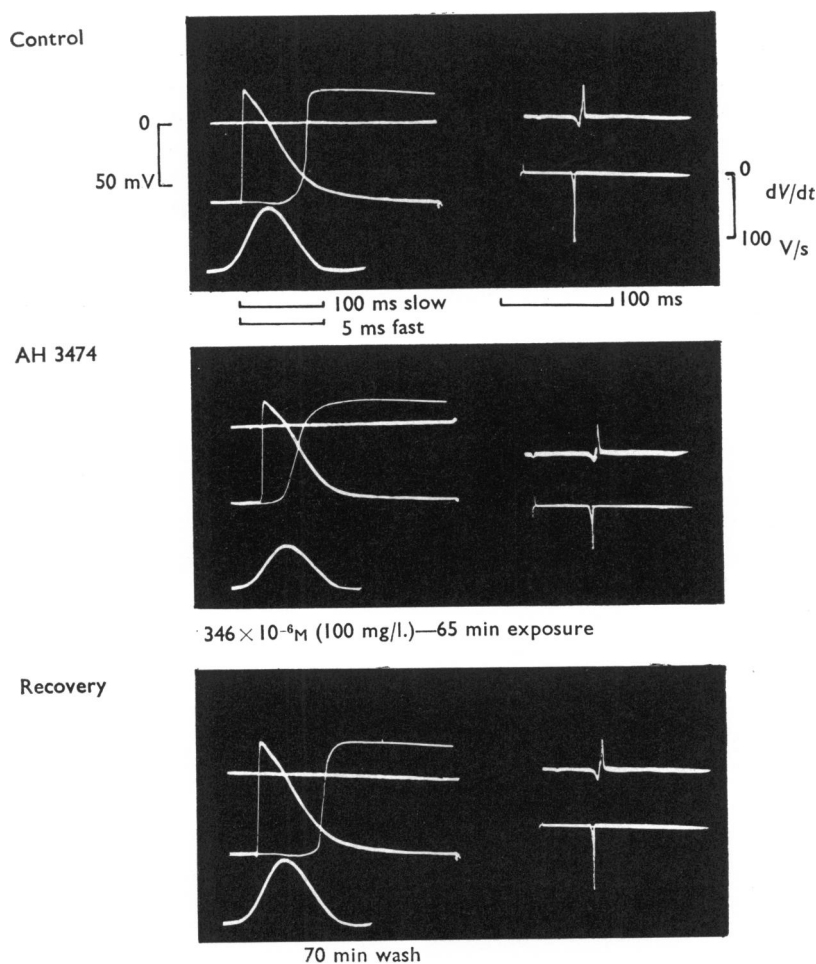 Control
0
50 mV
0
dV/dt
100 V/s
100 ms slow
5 ms fast
100 ms
AH 3474
346 × 10⁻⁶M (100 mg/l.)—65 min exposure
Recovery
70 min wash